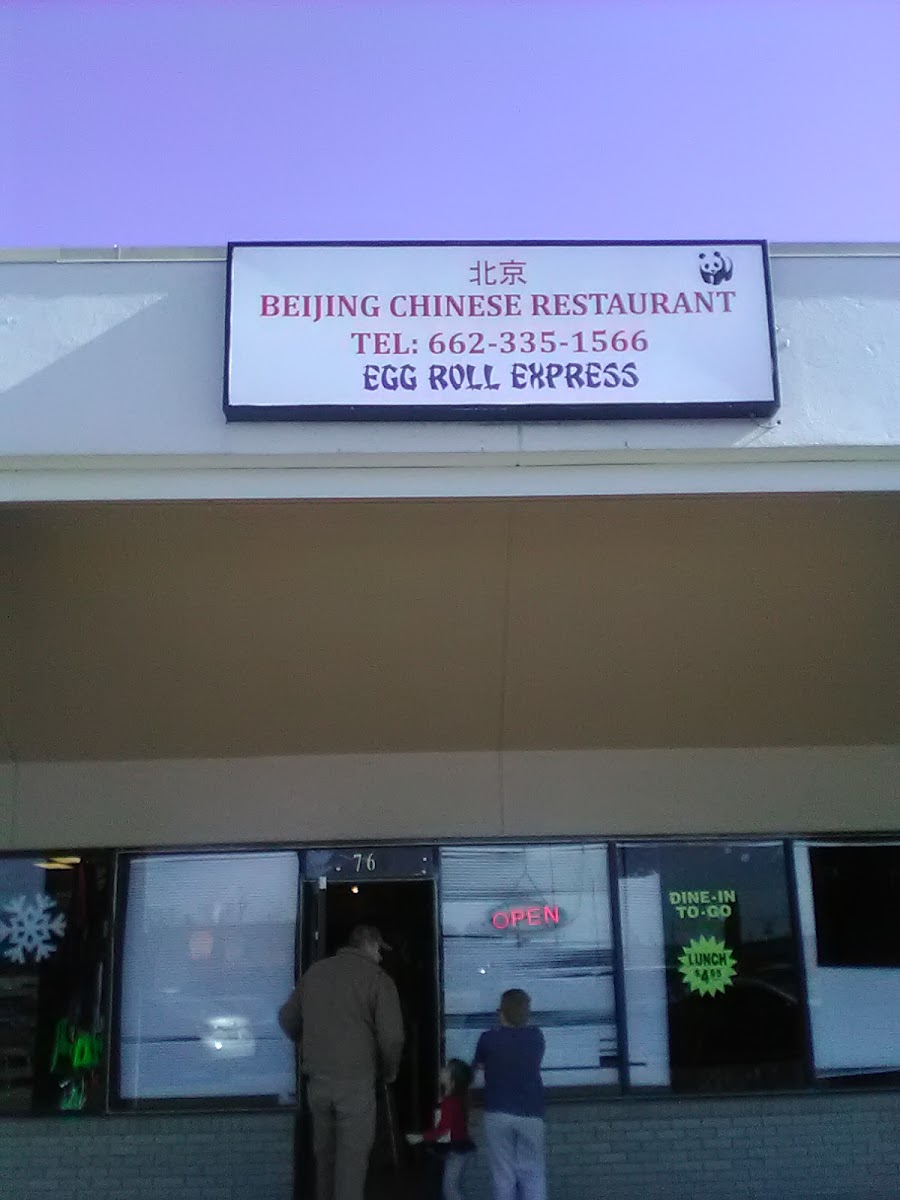 北京
BEIJING CHINESE RESTAURANT
TEL: 662-335-1566
EGG ROLL EXPRESS
76
OPEN
DINE-IN
TO-GO
LUNCH